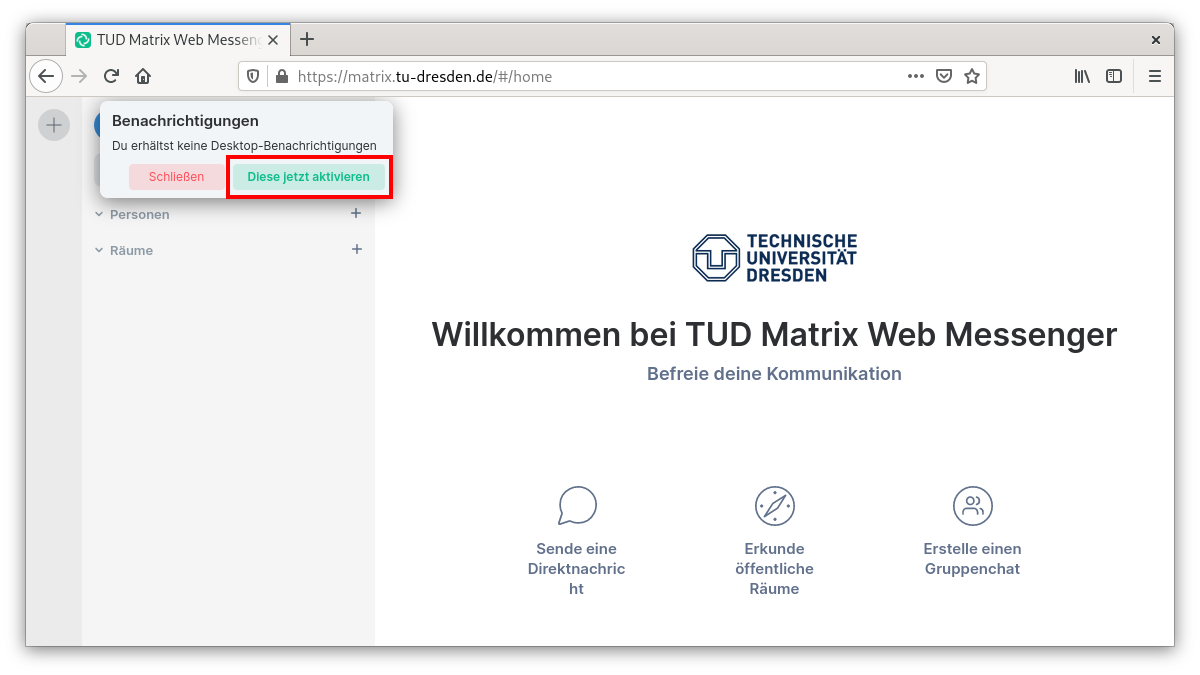 TUD Matrix Web Messeng
https://matrix.tu-dresden.de/#/home
Benachrichtigungen
Du erhältst keine Desktop-Benachrichtigungen
Schließen
Diese jetzt aktivieren
Personen
Räume
TECHNISCHE
UNIVERSITÄT
DRESDEN
Willkommen bei TUD Matrix Web Messenger
Befreie deine Kommunikation
Sende eine
Direktnachric
ht
Erkunde
öffentliche
Räume
Erstelle einen
Gruppenchat